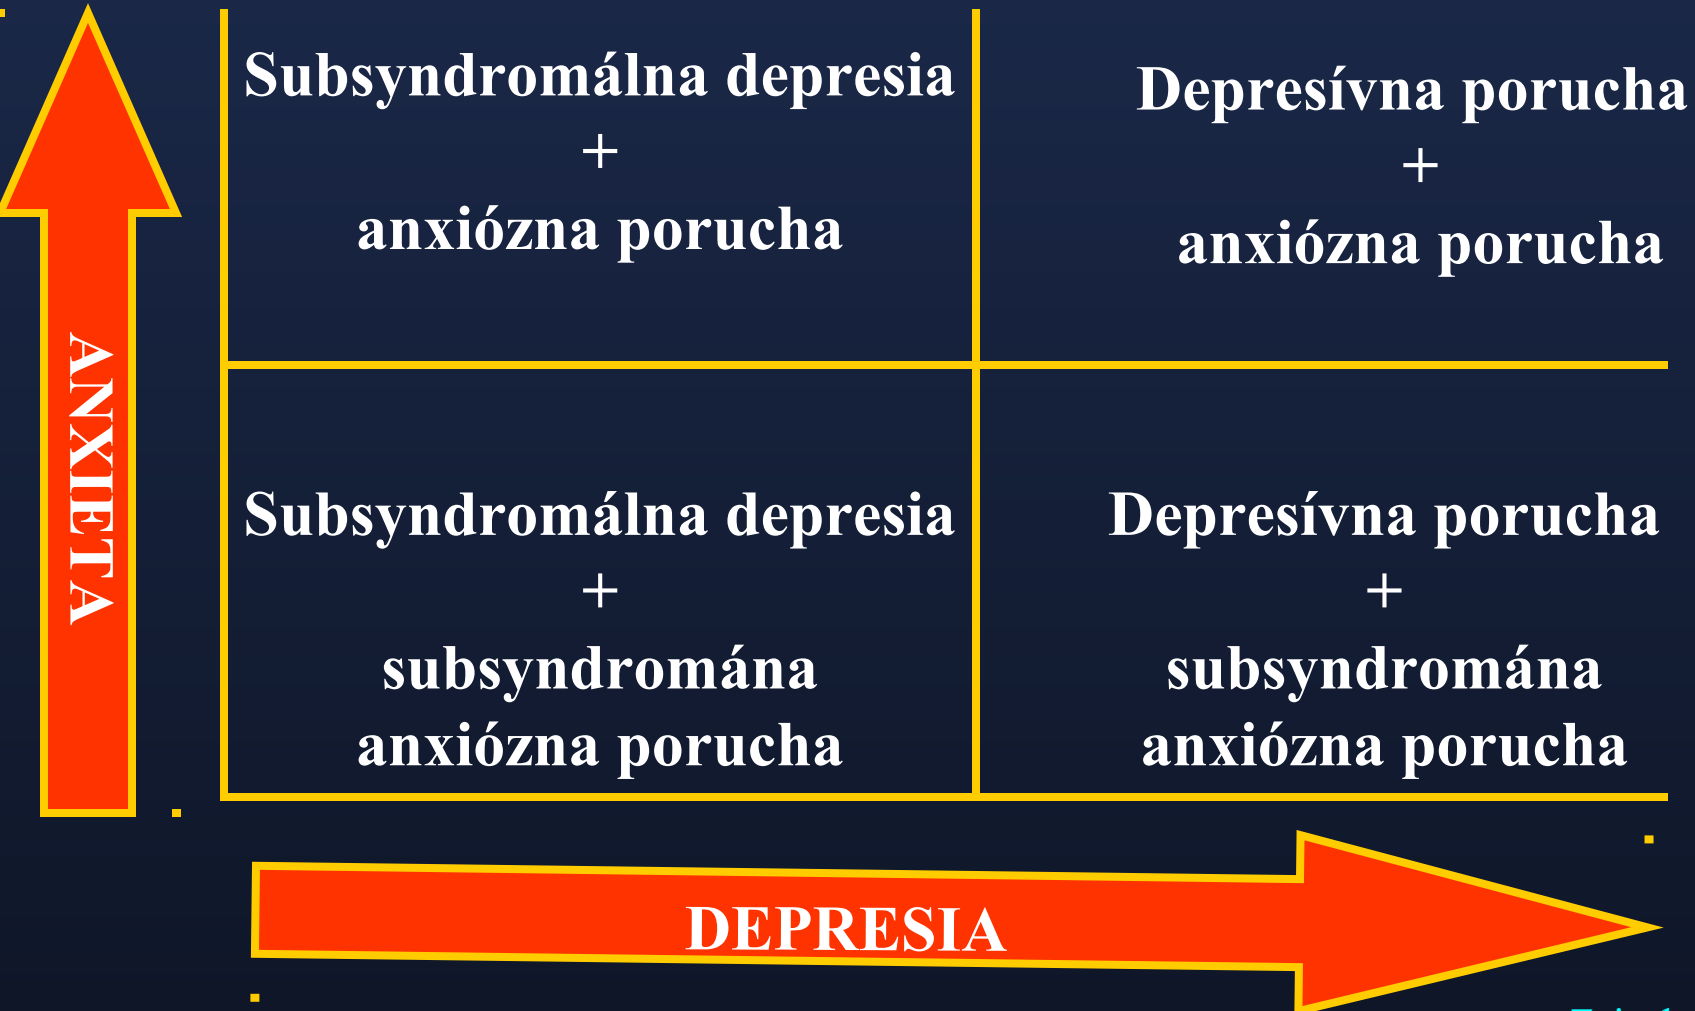 Subsyndromálna depresia
+
anxiózna porucha
Depresívna porucha
+
anxiózna porucha
ANXIETA
Subsyndromálna depresia
+
subsyndromána
anxiózna porucha
Depresívna porucha
+
subsyndromána
anxiózna porucha
DEPRESIA